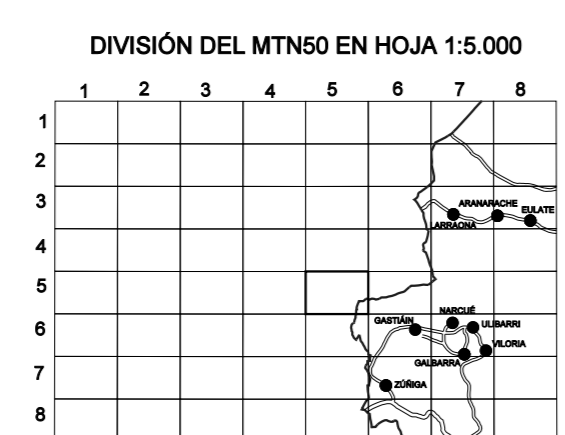 DIVISIÓN DEL MTN50 EN HOJA 1:5.000
1 2 3 4 5 6 7 8
1
2
3
ARANARACHE
EULATE
LARRAONA
4
5
6
NARCUÉ
GASTIÁIN
ULIBARRI
VILORIA
GALBARRA
7
ZÚÑIGA
8